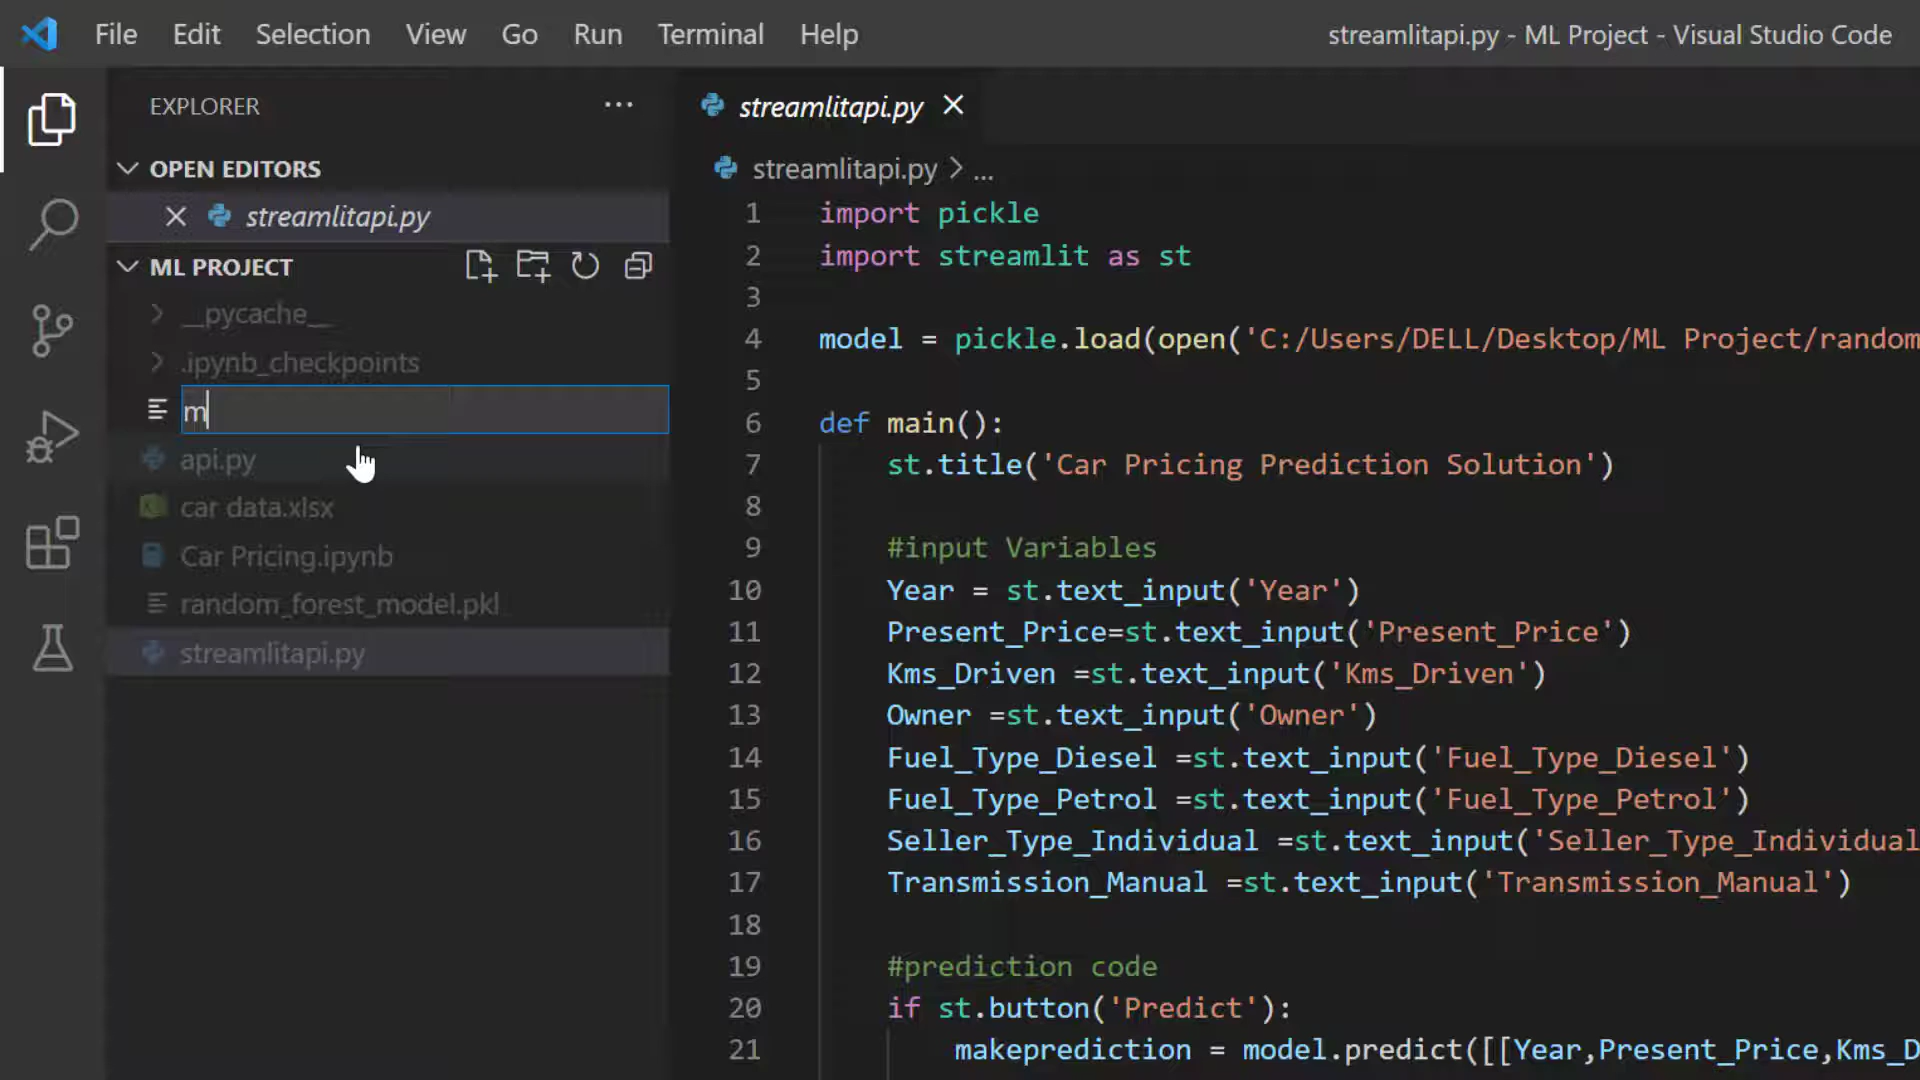 File Edit Selection View Go Run Terminal Help
streamlitapi.py - ML Project - Visual Studio Code
EXPLORER
OPEN EDITORS
streamlitapi.py
ML PROJECT
__pycache__
.ipynb_checkpoints
m
api.py
car data.xlsx
Car Pricing.ipynb
random_forest_model.pkl
streamlitapi.py
streamlitapi.py
streamlitapi.py > ...
1 import pickle
2 import streamlit as st
3
4 model = pickle.load(open('C:/Users/DELL/Desktop/ML Project/random
5
6 def main():
7 st.title('Car Pricing Prediction Solution')
8
9 #input Variables
10 Year = st.text_input('Year')
11 Present_Price=st.text_input('Present_Price')
12 Kms_Driven =st.text_input('Kms_Driven')
13 Owner =st.text_input('Owner')
14 Fuel_Type_Diesel =st.text_input('Fuel_Type_Diesel')
15 Fuel_Type_Petrol =st.text_input('Fuel_Type_Petrol')
16 Seller_Type_Individual =st.text_input('Seller_Type_Individual
17 Transmission_Manual =st.text_input('Transmission_Manual')
18
19 #prediction code
20 if st.button('Predict'):
21 makeprediction = model.predict([[Year,Present_Price,Kms_D